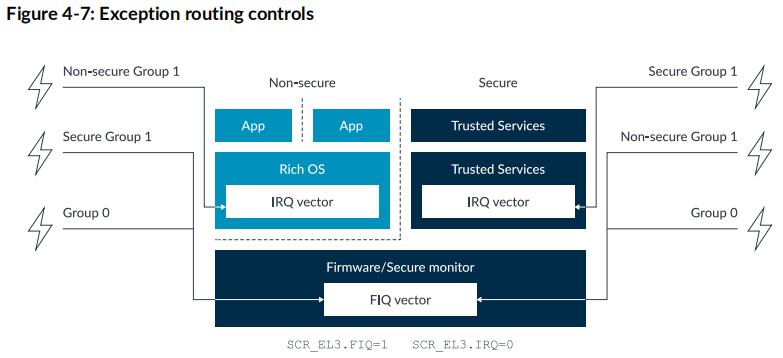 Figure 4-7: Exception routing controls
Non-secure Group 1
Non-secure
Secure
Secure Group 1
App
App
Trusted Services
Secure Group 1
Non-secure Group 1
Rich OS
Trusted Services
IRQ vector
IRQ vector
Group 0
Group 0
Firmware/Secure monitor
FIQ vector
SCR_EL3.FIQ=1 SCR_EL3.IRQ=0